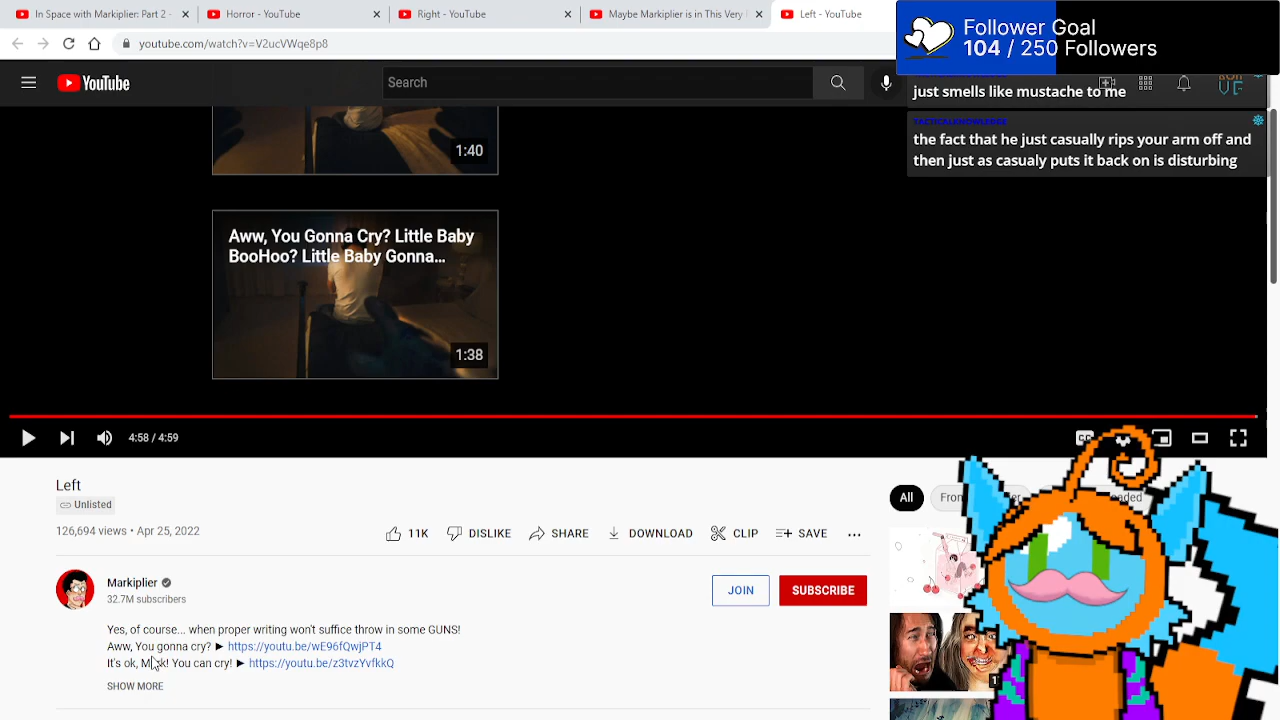 In Space with Markiplier: Part 2 -
Horror - YouTube
Right - YouTube
Maybe Markiplier is in This Very
Left - YouTube
youtube.com/watch?v=V2ucVWqe8p8
Follower Goal
104 / 250 Followers
YouTube
Search
just smells like mustache to me
TACTICALKNOWLEDGE
the fact that he just casually rips your arm off and
then just as casualy puts it back on is disturbing
1:40
Aww, You Gonna Cry? Little Baby
BooHoo? Little Baby Gonna...
1:38
4:58 / 4:59
CC
Left
Unlisted
126,694 views • Apr 25, 2022
11K
DISLIKE
SHARE
DOWNLOAD
CLIP
SAVE
All
Markiplier
32.7M subscribers
JOIN
SUBSCRIBE
Yes, of course... when proper writing won't suffice throw in some GUNS!
Aww, You gonna cry? ► https://youtu.be/wE96fQwjPT4
It's ok, Mark! You can cry! ► https://youtu.be/z3tvzYvfkkQ
SHOW MORE